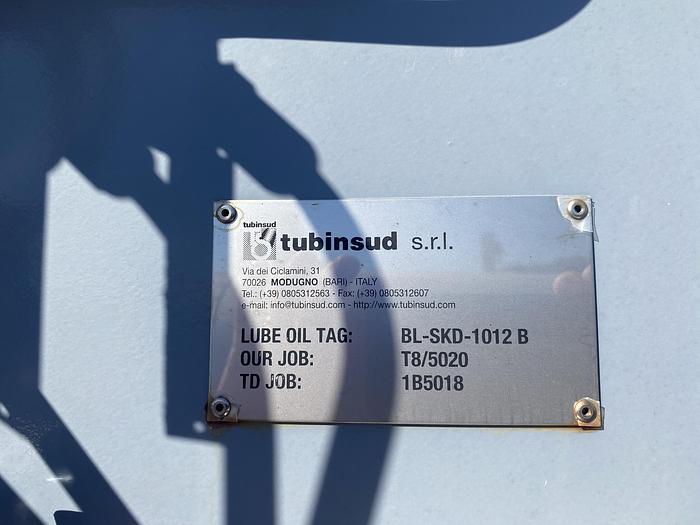 tubinsud
tubinsud s.r.l.
Via dei Ciclamini, 31
70026 MODUGNO (BARI) - ITALY
Tel.: (+39) 0805312563 - Fax: (+39) 0805312607
e-mail: info@tubinsud.com - http://www.tubinsud.com
LUBE OIL TAG: BL-SKD-1012 B
OUR JOB: T8/5020
TD JOB: 1B5018